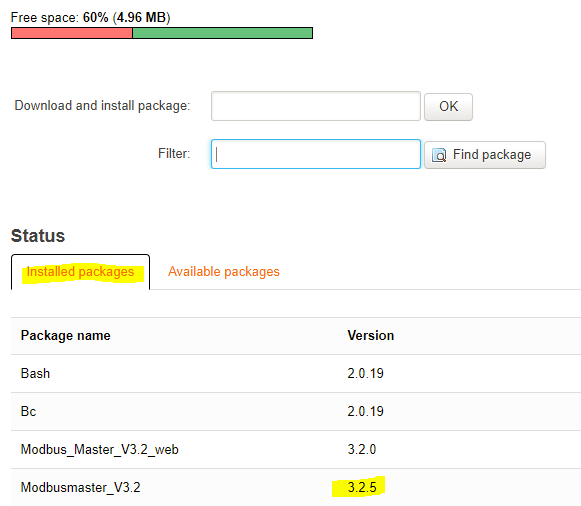 Free space: 60% (4.96 MB)
Download and install package:
OK
Filter:
Find package
Status
Installed packages
Available packages
Package name Version
Bash 2.0.19
Bc 2.0.19
Modbus_Master_V3.2_web 3.2.0
Modbusmaster_V3.2 3.2.5